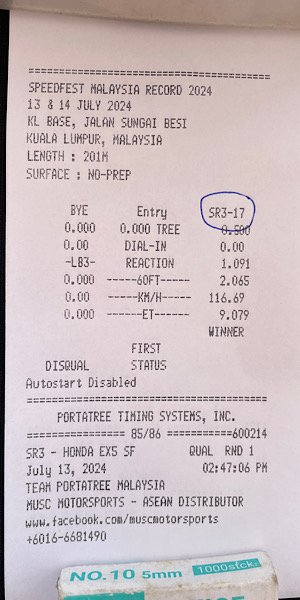 ========================================
SPEEDFEST MALAYSIA RECORD 2024
13 & 14 JULY 2024
KL BASE, JALAN SUNGAI BESI
KUALA LUMPUR, MALAYSIA
LENGTH : 201M
SURFACE : NO-PREP
BYE Entry SR3-17
0.000 0.000 TREE 0.500
0.00 DIAL-IN 0.00
-LB3- REACTION 1.091
0.000 ------60FT----- 2.065
0.00 ------KM/H----- 116.69
0.000 -------ET------ 9.079
WINNER
FIRST
DISQUAL STATUS
Autostart Disabled
========================================
PORTATREE TIMING SYSTEMS, INC.
================= 85/86 ===========600214
SR3 - HONDA EX5 SF QUAL RND 1
July 13, 2024 02:47:06 PM
TEAM PORTATREE MALAYSIA
MUSC MOTORSPORTS - ASEAN DISTRIBUTOR
www.facebook.com/muscmotorsports
+6016-6681490
NO.10 5mm 1000stck.